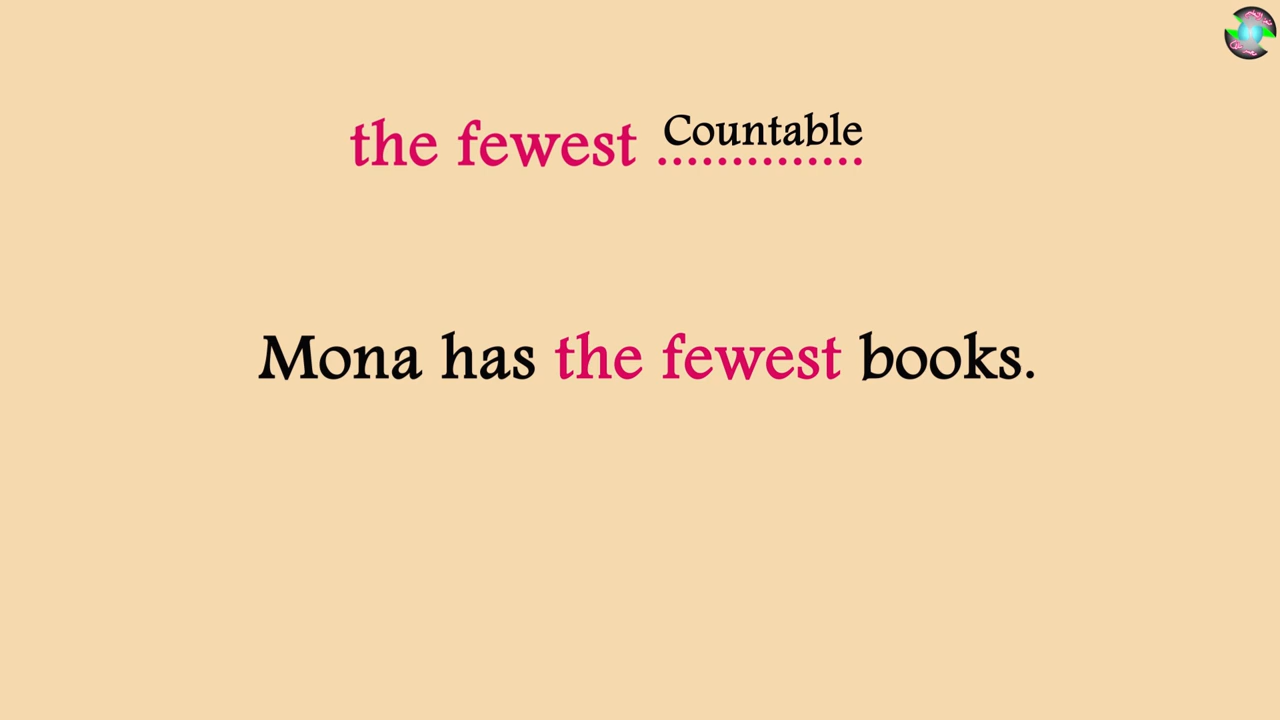 the fewest Countable
..............
Mona has the fewest books.